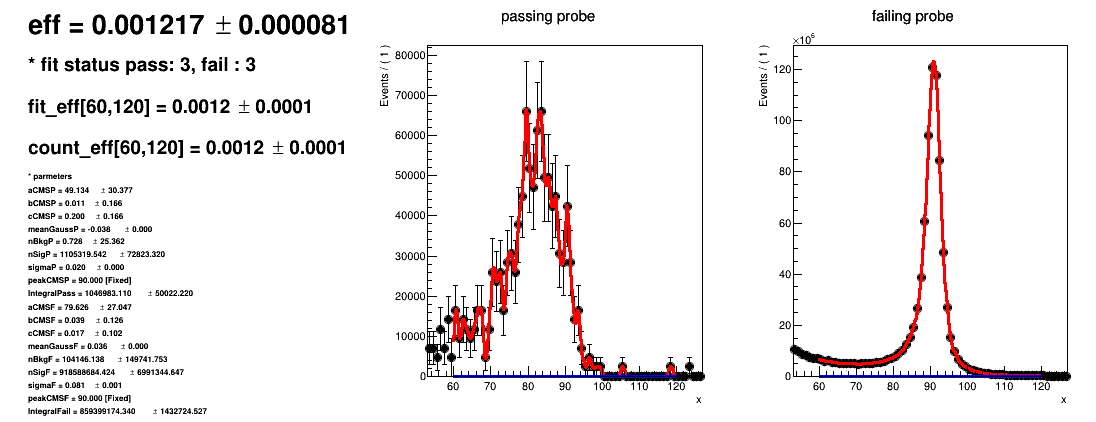 eff = 0.001217 ± 0.000081
* fit status pass: 3, fail : 3
fit_eff[60,120] = 0.0012 ± 0.0001
count_eff[60,120] = 0.0012 ± 0.0001
* parmeters
aCMSP = 49.134 ± 30.377
bCMSP = 0.011 ± 0.166
cCMSP = 0.200 ± 0.166
meanGaussP = -0.038 ± 0.000
nBkgP = 0.728 ± 25.362
nSigP = 1105319.542 ± 72823.320
sigmaP = 0.020 ± 0.000
peakCMSP = 90.000 [Fixed]
IntegralPass = 1046983.110 ± 50022.220
aCMSF = 79.626 ± 27.047
bCMSF = 0.039 ± 0.126
cCMSF = 0.017 ± 0.102
meanGaussF = 0.036 ± 0.000
nBkgF = 104146.138 ± 149741.753
nSigF = 918588684.424 ± 6991344.647
sigmaF = 0.081 ± 0.001
peakCMSF = 90.000 [Fixed]
IntegralFail = 859399174.340 ± 1432724.527
passing probe
Events / ( 1 )
80000
70000
60000
50000
40000
30000
20000
10000
0
60 70 80 90 100 110 120
x
failing probe
×10⁶
Events / ( 1 )
120
100
80
60
40
20
0
60 70 80 90 100 110 120
x